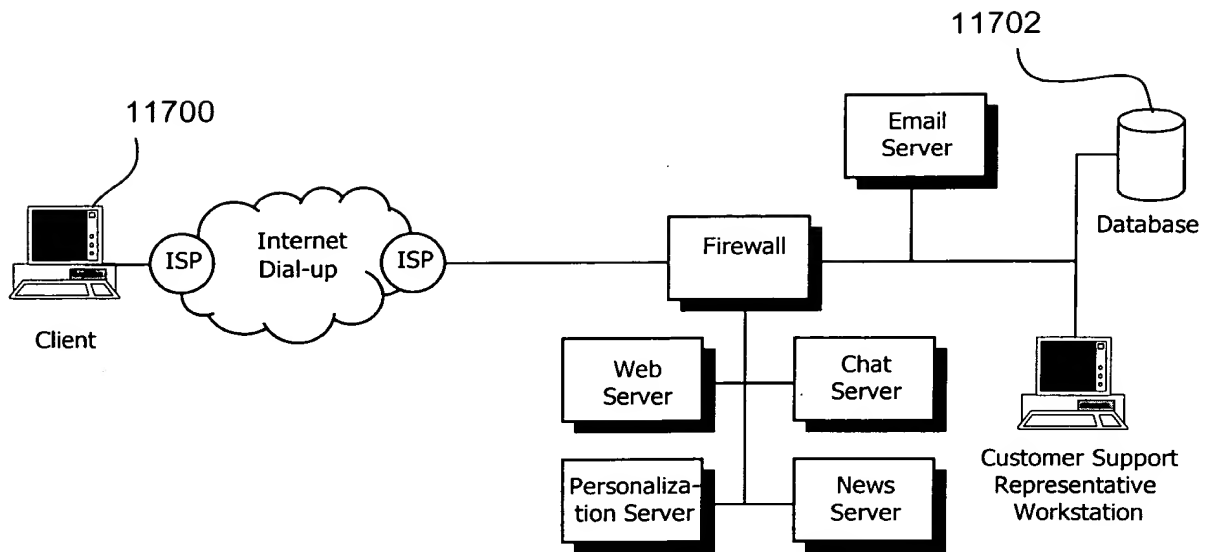 11702
11700
Email
Server
Database
Internet
Dial-up
ISP
ISP
Firewall
Client
Web
Server
Chat
Server
Personaliza-
tion Server
News
Server
Customer Support
Representative
Workstation